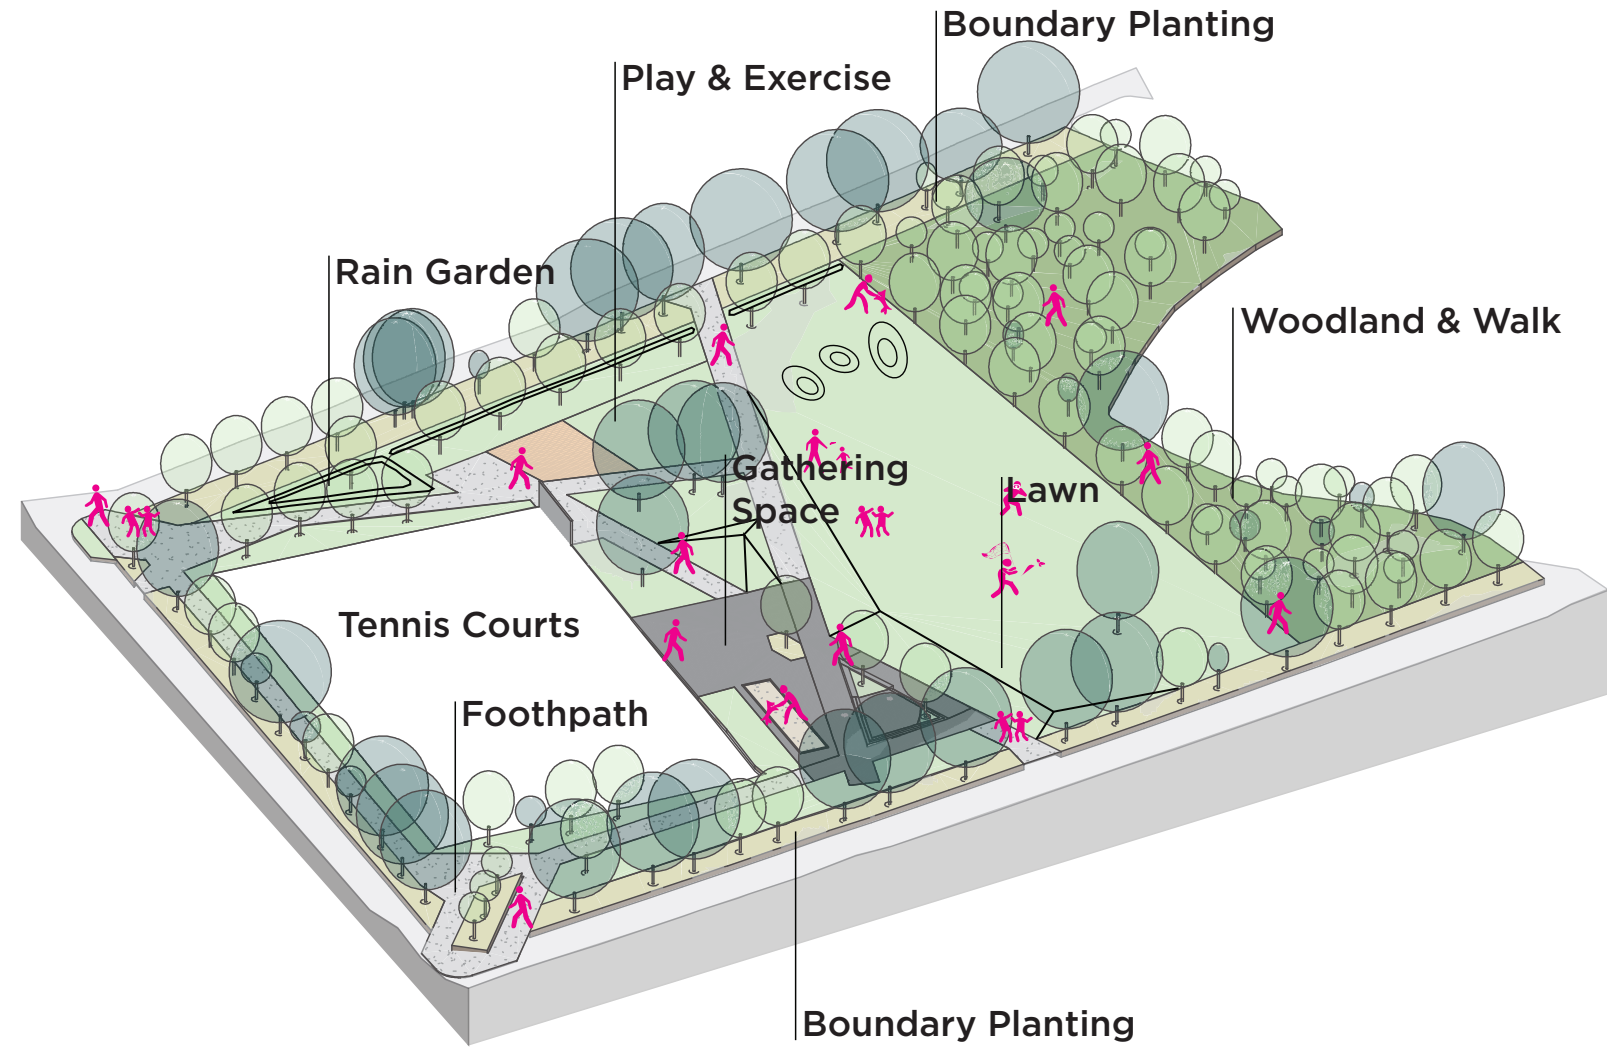 Boundary Planting
Play & Exercise
Rain Garden
Woodland & Walk
Gathering
Space
Lawn
Tennis Courts
Foothpath
Boundary Planting